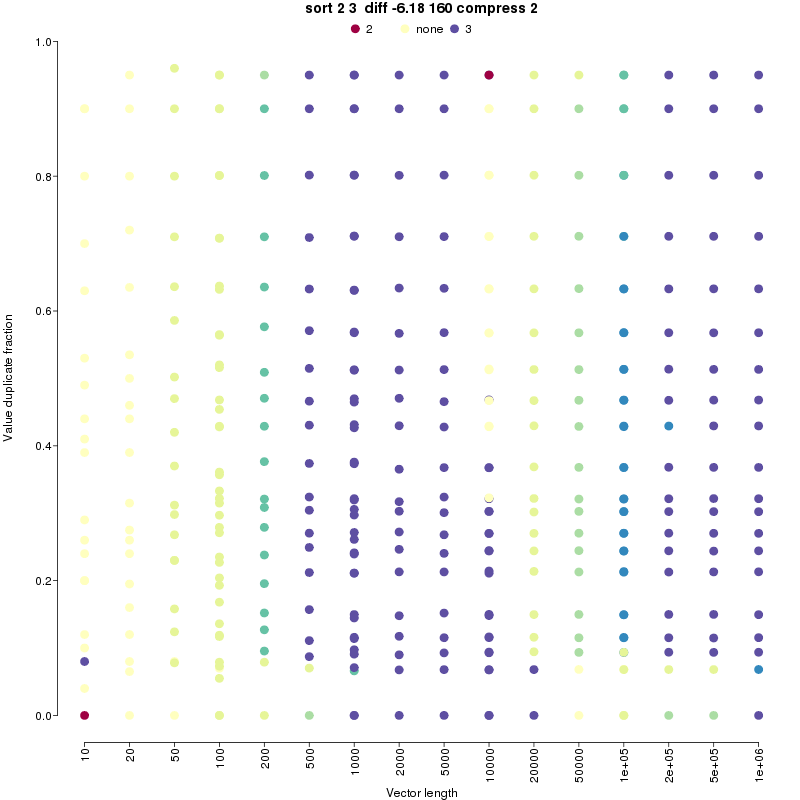 sort 2 3  diff -6.18 160 compress 2
2 none 3
Value duplicate fraction
1.0
0.8
0.6
0.4
0.2
0.0
10 20 50 100 200 500 1000 2000 5000 10000 20000 50000 1e+05 2e+05 5e+05 1e+06
Vector length